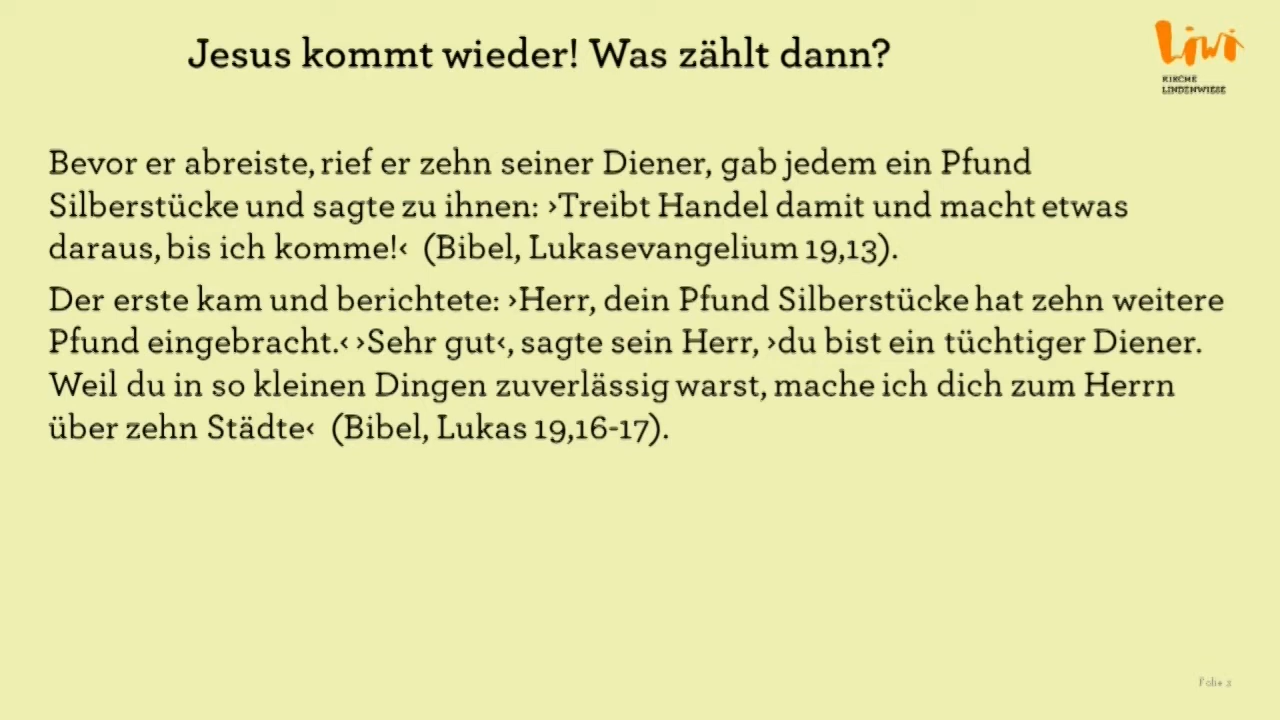 Jesus kommt wieder! Was zählt dann?
Liwi
KIRCHE
LINDENWIESE
Bevor er abreiste, rief er zehn seiner Diener, gab jedem ein Pfund
Silberstücke und sagte zu ihnen: ›Treibt Handel damit und macht etwas
daraus, bis ich komme!‹ (Bibel, Lukasevangelium 19,13).
Der erste kam und berichtete: ›Herr, dein Pfund Silberstücke hat zehn weitere
Pfund eingebracht.‹ ›Sehr gut‹, sagte sein Herr, ›du bist ein tüchtiger Diener.
Weil du in so kleinen Dingen zuverlässig warst, mache ich dich zum Herrn
über zehn Städte‹ (Bibel, Lukas 19,16-17).
Folie